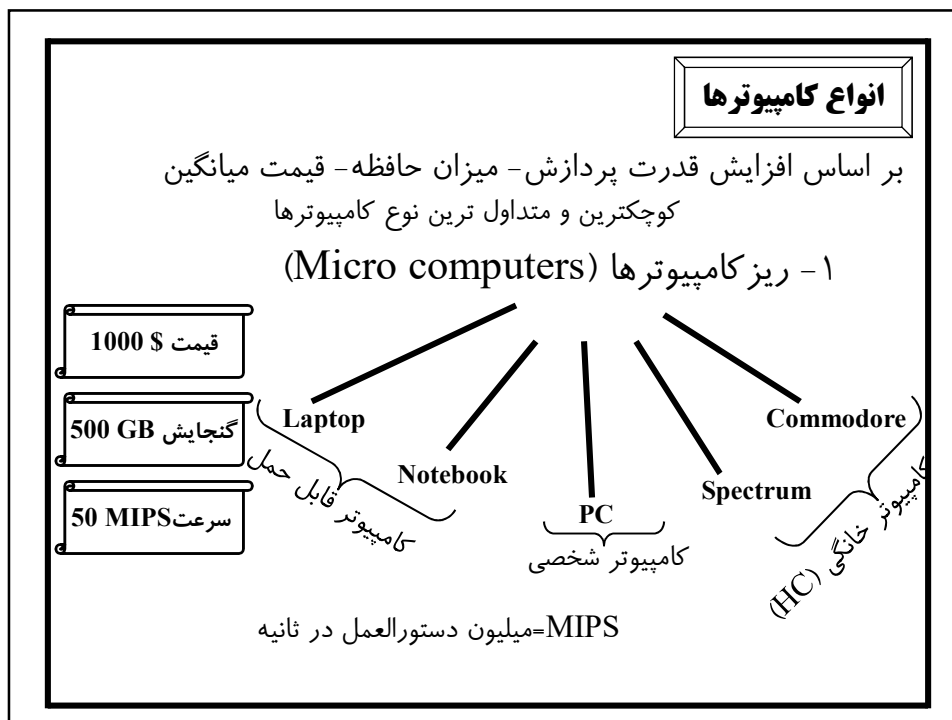 انواع کامپیوترها
بر اساس افزایش قدرت پردازش- میزان حافظه- قیمت میانگین
کوچکترین و متداول ترین نوع کامپیوترها
۱- ریز کامپیوترها (Micro computers)
قیمت $ 1000
گنجایش 500 GB
سرعت50 MIPS
Commodore
Spectrum
کامپیوتر خانگی (HC)
PC
کامپیوتر شخصی
Laptop
Notebook
کامپیوتر قابل حمل
MIPS=میلیون دستورالعمل در ثانیه